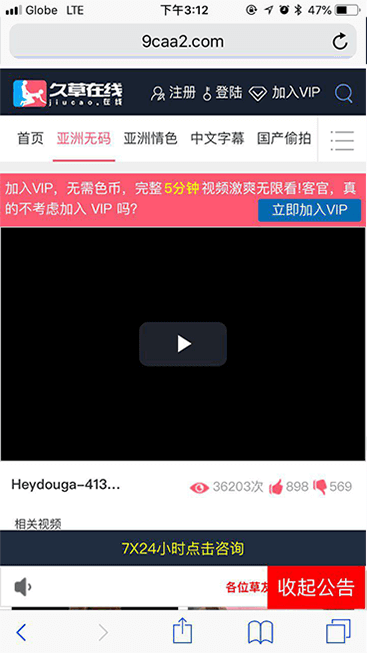 Globe LTE 下午3:12 47%
9caa2.com
久草在线 注册 登陆 加入VIP
jiucao.在线
首页 亚洲无码 亚洲情色 中文字幕 国产偷拍
加入VIP，无需色币，完整5分钟视频激爽无限看!客官，真
的不考虑加入 VIP 吗?
立即加入VIP
Heydouga-413... 36203次 898 569
相关视频
7X24小时点击咨询
各位草友
收起公告